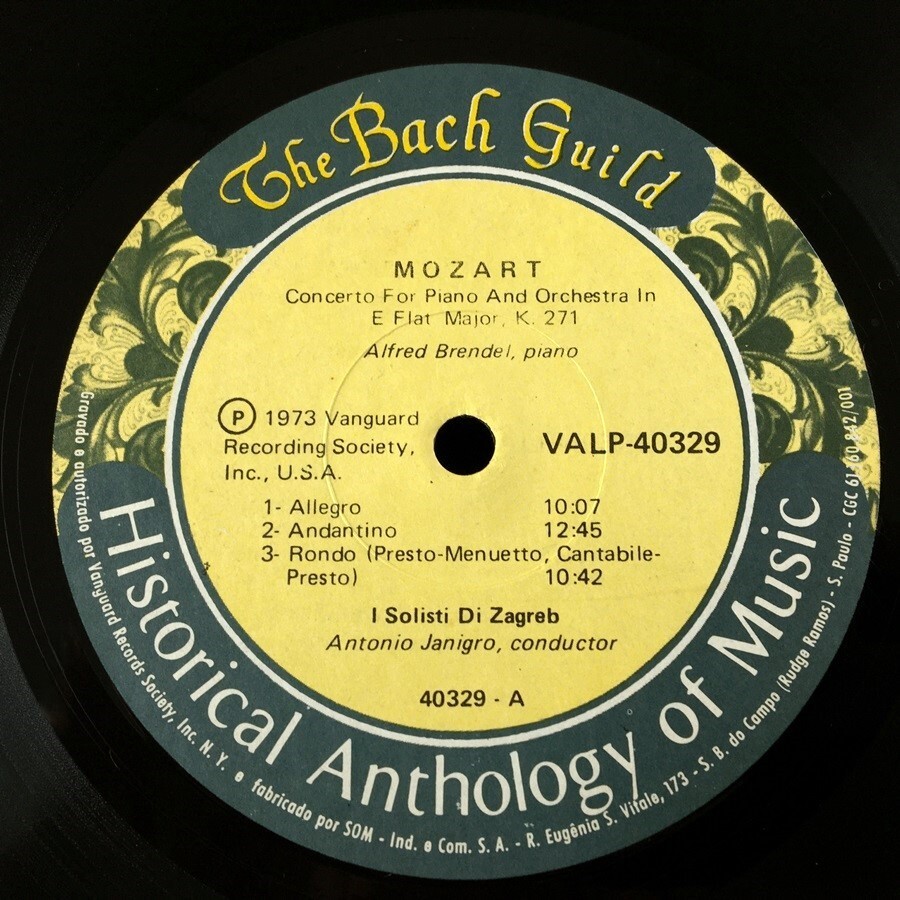 The Bach Guild
MOZART
Concerto For Piano And Orchestra In
E Flat Major, K. 271
Alfred Brendel, piano
Ⓟ 1973 Vanguard
Recording Society,
Inc., U.S.A.
VALP-40329
1- Allegro 10:07
2- Andantino 12:45
3- Rondo (Presto-Menuetto, Cantabile-
Presto) 10:42
I Solisti Di Zagreb
Antonio Janigro, conductor
40329 - A
Historical Anthology of Music
Gravado e autorizado por Vanguard Records Society, Inc. N. Y. e fabricado por SOM - Ind. e Com. S. A. - R. Eugênia S. Vitale, 173 - S. B. do Campo (Rudge Ramos) - S. Paulo - CGC 61.360.842/001